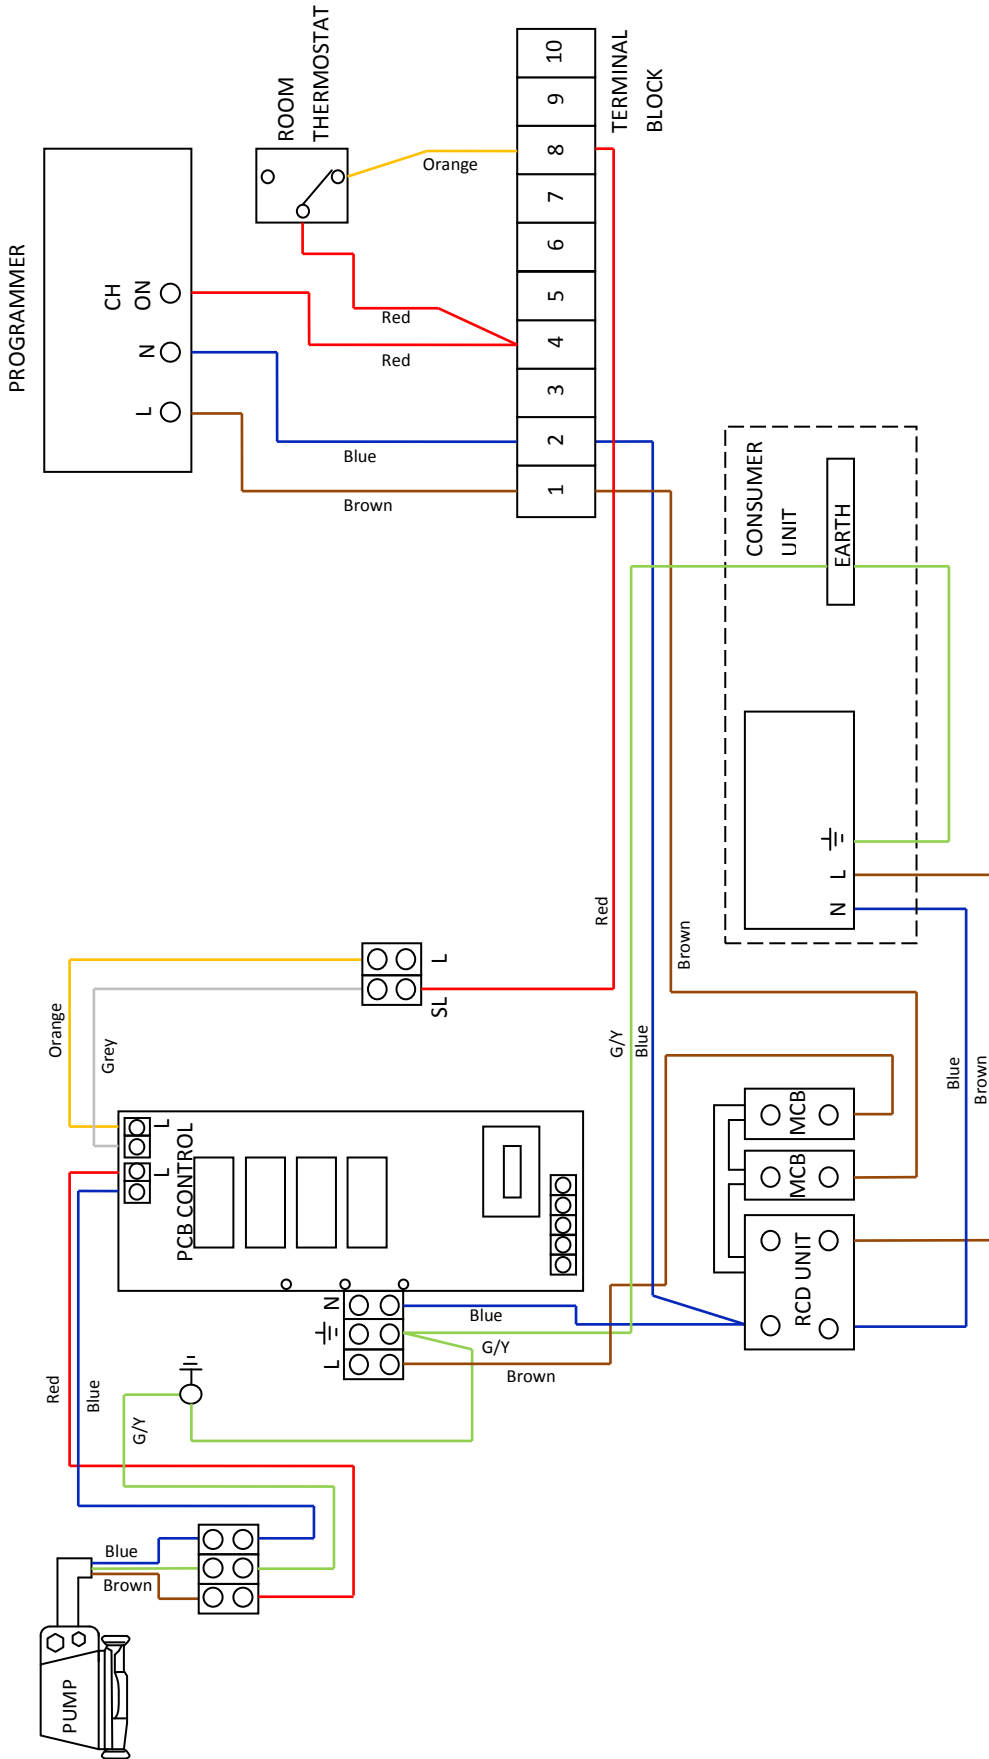 PROGRAMMER
L
N
CH
ON
ROOM
THERMOSTAT
Orange
Red
Red
Blue
Brown
1
2
3
4
5
6
7
8
9
10
TERMINAL
BLOCK
CONSUMER
UNIT
EARTH
N
L
Red
Brown
G/Y
Blue
Blue
Brown
SL
L
Orange
Grey
L
L
PCB CONTROL
L
N
Blue
G/Y
Brown
RCD UNIT
MCB
MCB
Red
Blue
G/Y
Blue
Brown
PUMP